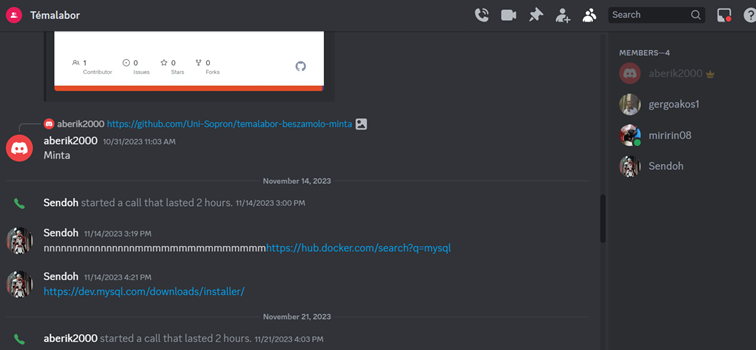 Témalabor
Search
1
Contributor
0
Issues
0
Stars
0
Forks
aberik2000 https://github.com/Uni-Sopron/temalabor-beszamolo-minta
aberik2000 10/31/2023 11:03 AM
Minta
November 14, 2023
Sendoh started a call that lasted 2 hours. 11/14/2023 3:00 PM
Sendoh 11/14/2023 3:19 PM
nnnnnnnnnnnnnnnmmmmmmmmmmmmmmmhttps://hub.docker.com/search?q=mysql
Sendoh 11/14/2023 4:21 PM
https://dev.mysql.com/downloads/installer/
November 21, 2023
aberik2000 started a call that lasted 2 hours. 11/21/2023 4:03 PM
MEMBERS—4
aberik2000
gergoakos1
miririn08
Sendoh